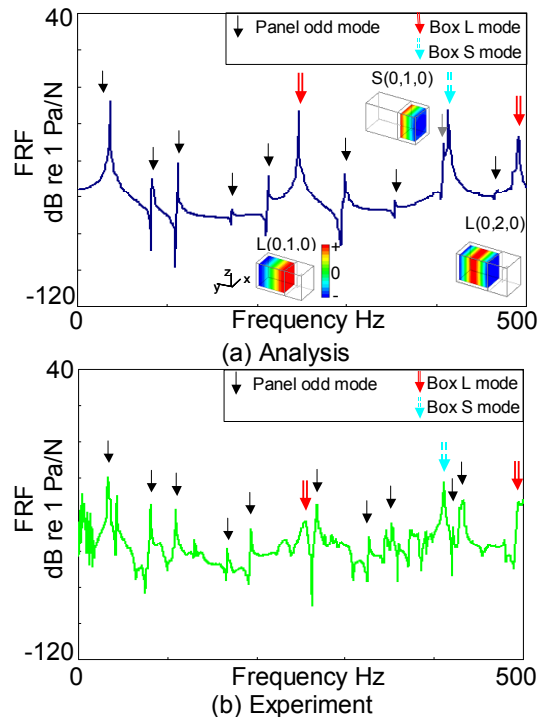 40
Panel odd mode
Box L mode
Box S mode
S(0,1,0)
FRF
dB re 1 Pa/N
L(0,1,0)
+
0
-
z
y
x
L(0,2,0)
-120
0
Frequency Hz
500
(a) Analysis
40
Panel odd mode
Box L mode
Box S mode
FRF
dB re 1 Pa/N
-120
0
Frequency Hz
500
(b) Experiment